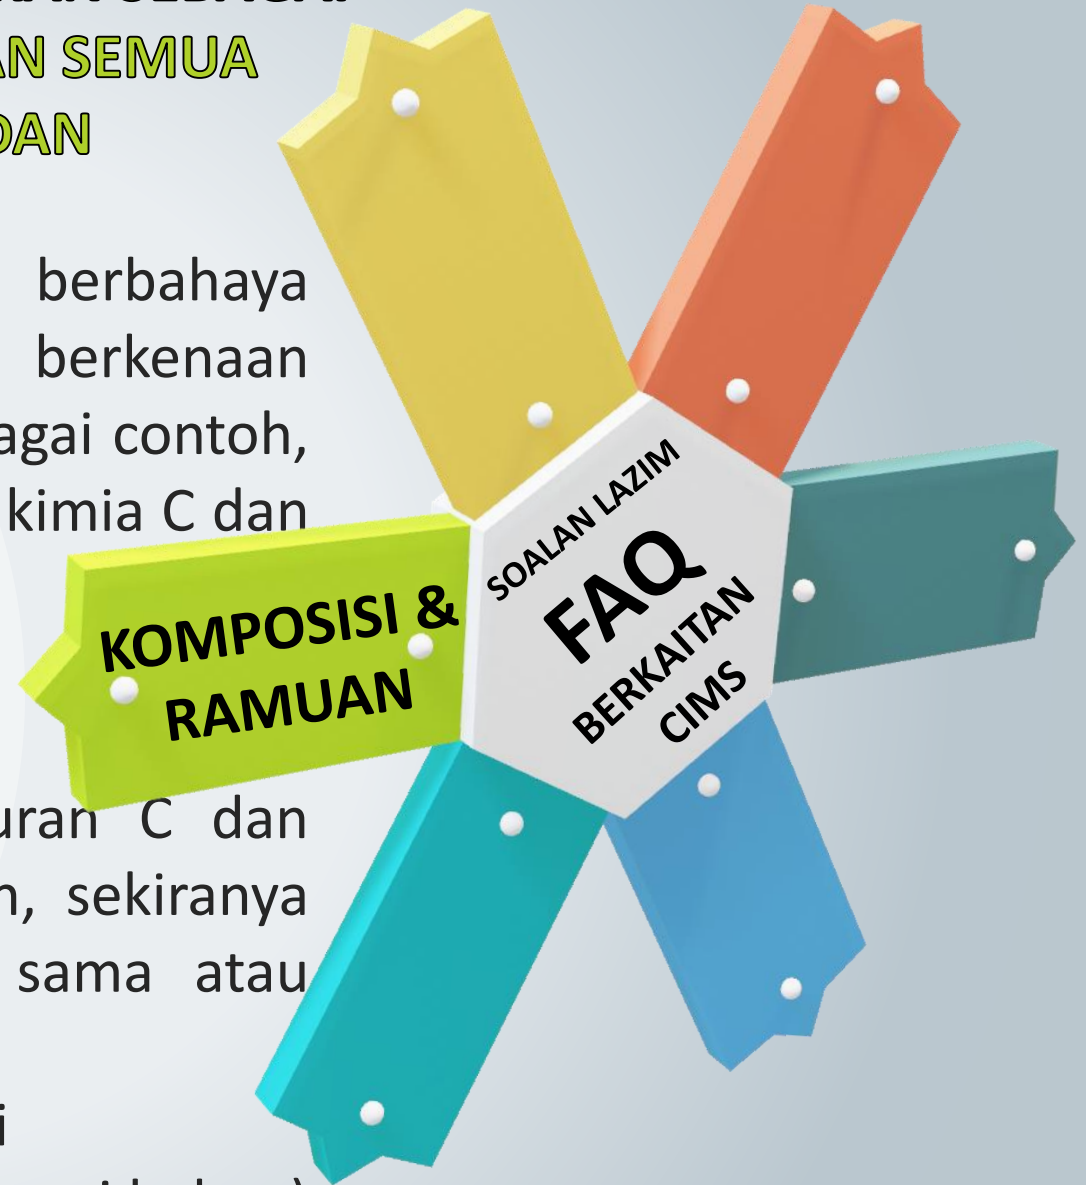 SEBAGAI
AN SEMUA
DAN
berbahaya
berkenaan
agai contoh,
kimia C dan
KOMPOSISI &
RAMUAN
SOALAN LAZIM
FAQ
BERKAITAN
CIMS
uran C dan
n, sekiranya
sama atau
i